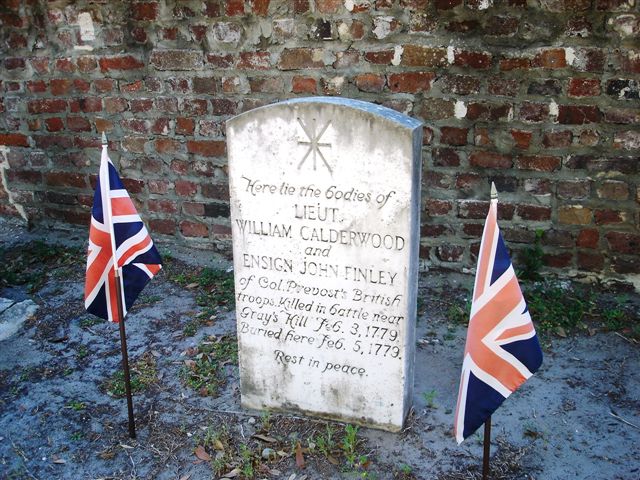 Here lie the bodies of
LIEUT.
WILLIAM CALDERWOOD
and
ENSIGN JOHN FINLEY
of Col. Prevost's British
troops. Killed in battle near
Gray's Hill Feb. 3, 1779.
Buried here Feb. 5, 1779.
Rest in peace.